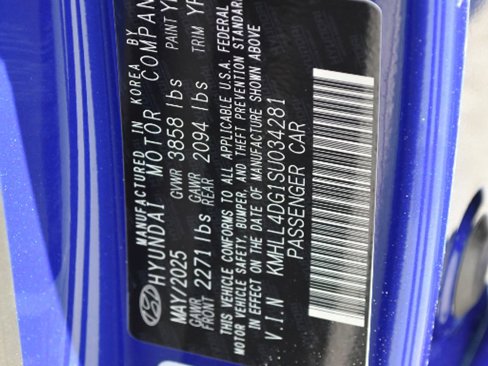 MANUFACTURED IN KOREA BY
HYUNDAI MOTOR COMPANY
MAY/2025 GVWR 3858 lbs PAINT
GAWR FRONT 2271 lbs GAWR REAR 2094 lbs TRIM
THIS VEHICLE CONFORMS TO ALL APPLICABLE U.S.A. FEDERAL
MOTOR VEHICLE SAFETY, BUMPER, AND THEFT PREVENTION STANDARDS
IN EFFECT ON THE DATE OF MANUFACTURE SHOWN ABOVE
V.I.N KMHLL4DG1SU034281
PASSENGER CAR